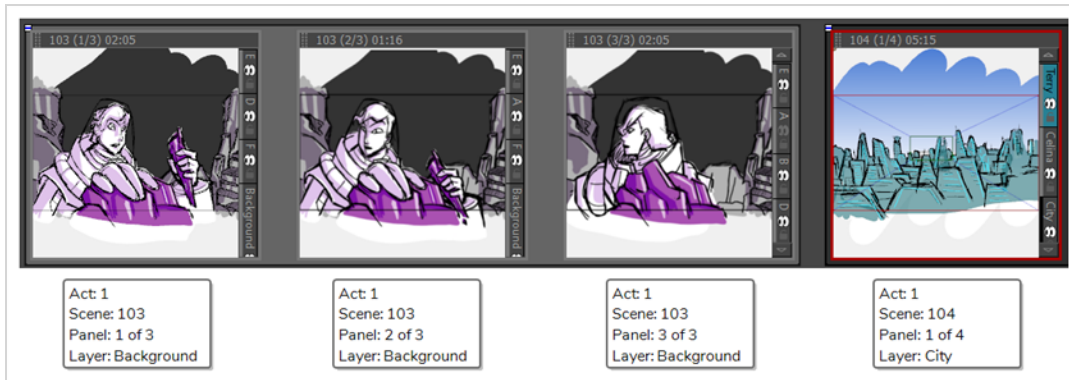 103 (1/3) 02:05
103 (2/3) 01:16
103 (3/3) 02:05
104 (1/4) 05:15
E
D
F
Background
E
A
F
Background
E
A
B
D
Terry
Celina
City
Act: 1
Scene: 103
Panel: 1 of 3
Layer: Background
Act: 1
Scene: 103
Panel: 2 of 3
Layer: Background
Act: 1
Scene: 103
Panel: 3 of 3
Layer: Background
Act: 1
Scene: 104
Panel: 1 of 4
Layer: City